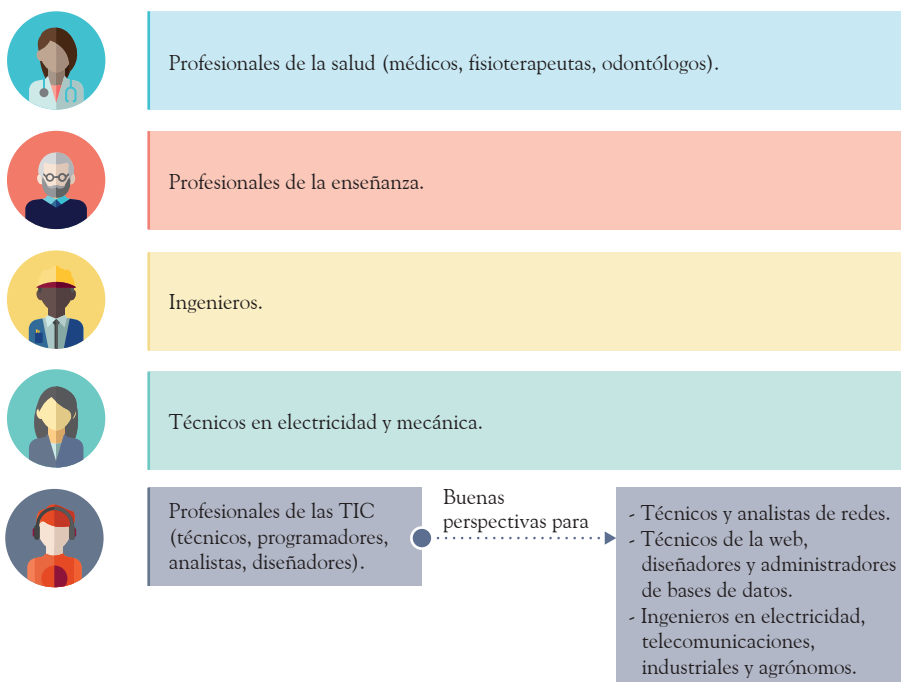 Profesionales de la salud (médicos, fisioterapeutas, odontólogos).
Profesionales de la enseñanza.
Ingenieros.
Técnicos en electricidad y mecánica.
Profesionales de las TIC
(técnicos, programadores,
analistas, diseñadores).
Buenas
perspectivas para
- Técnicos y analistas de redes.
- Técnicos de la web,
diseñadores y administradores
de bases de datos.
- Ingenieros en electricidad,
telecomunicaciones,
industriales y agrónomos.